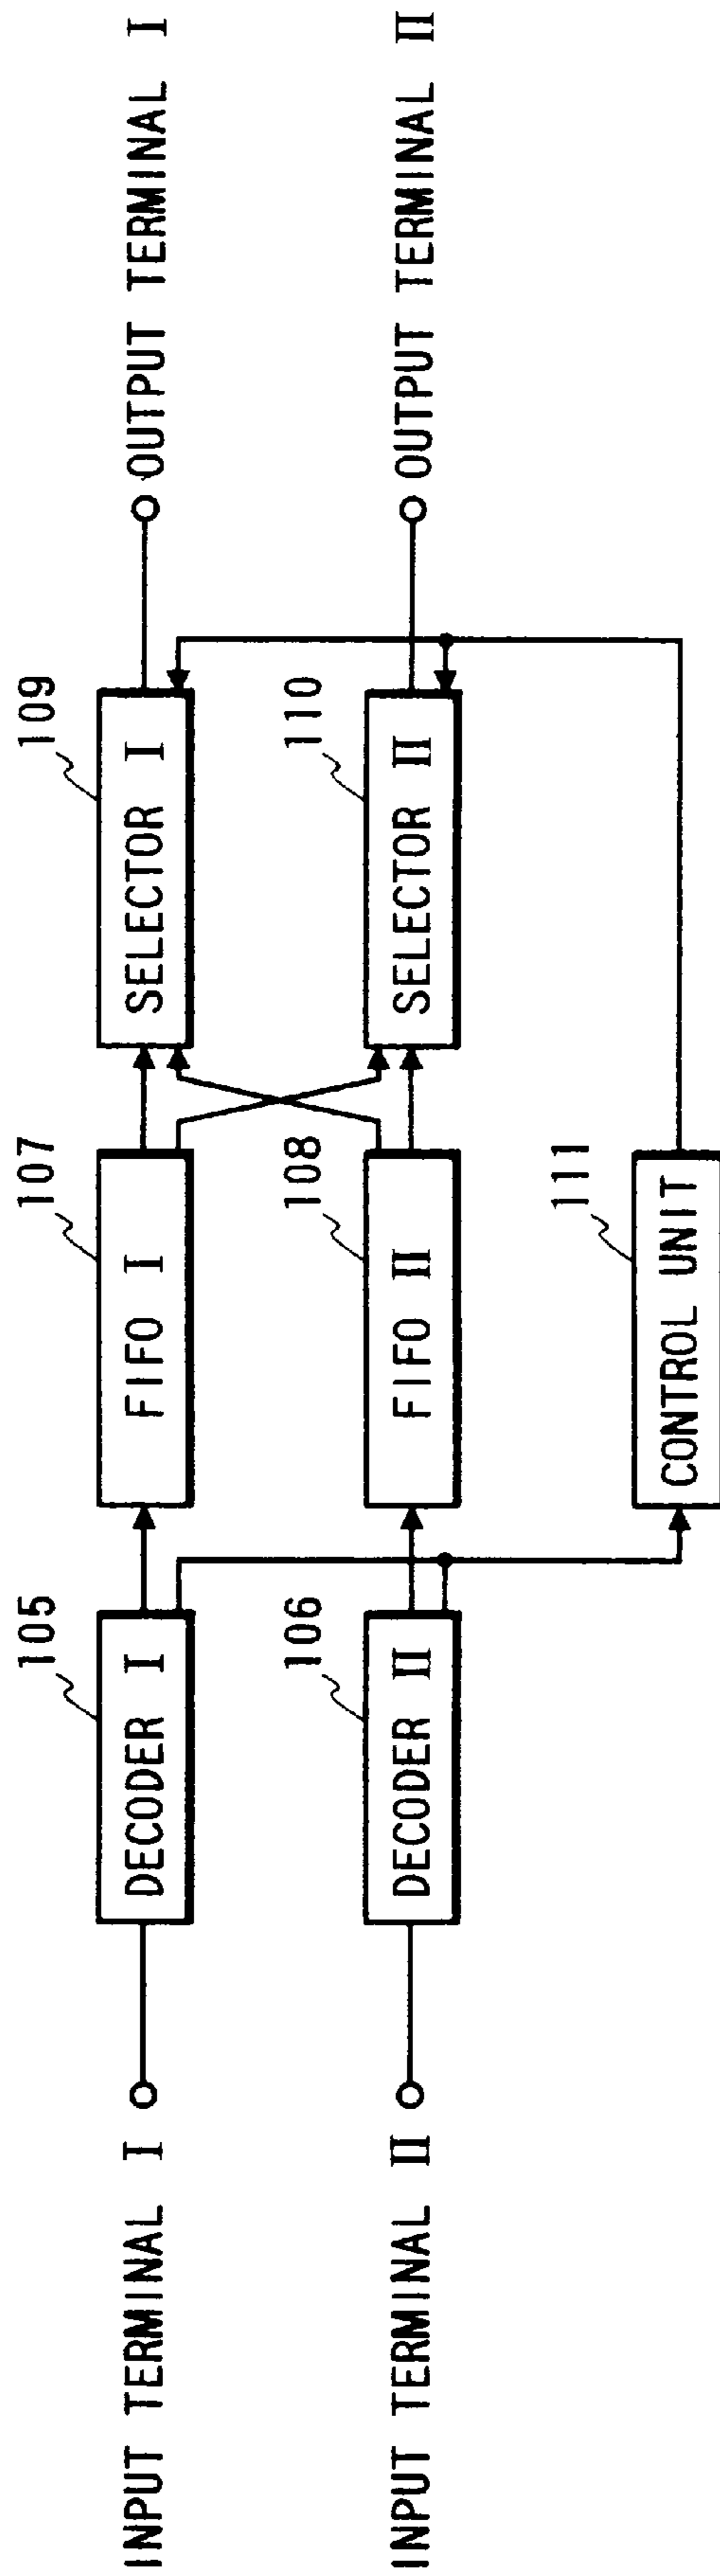 INPUT TERMINAL I
105
DECODER I
107
FIFO I
109
SELECTOR I
OUTPUT TERMINAL I
INPUT TERMINAL II
106
DECODER II
108
FIFO II
110
SELECTOR II
OUTPUT TERMINAL II
111
CONTROL UNIT